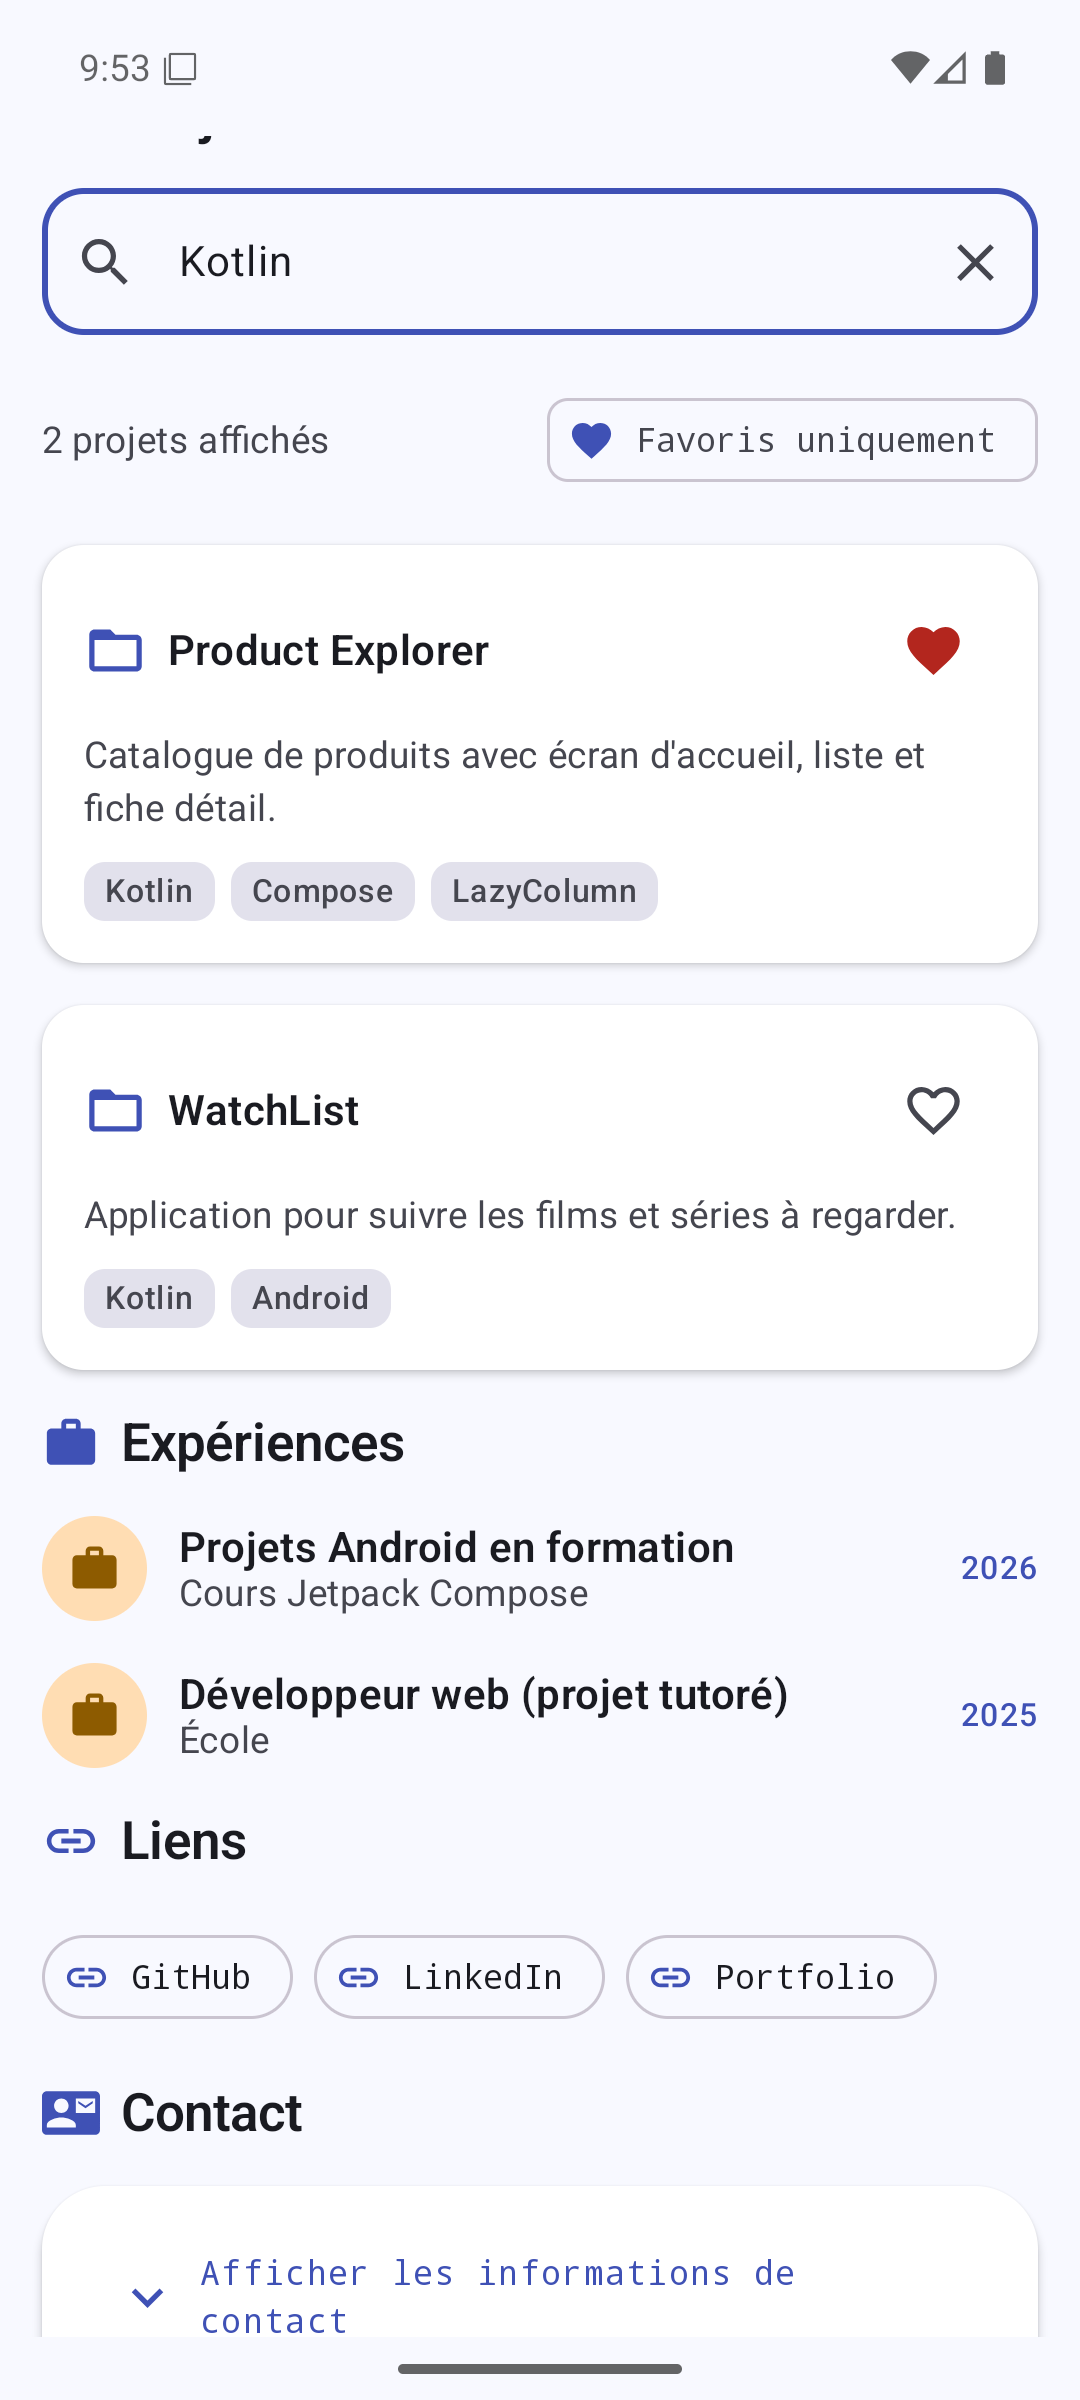 9:53
Kotlin
2 projets affichés
Favoris uniquement
Product Explorer
Catalogue de produits avec écran d'accueil, liste et
fiche détail.
Kotlin
Compose
LazyColumn
WatchList
Application pour suivre les films et séries à regarder.
Kotlin
Android
Expériences
Projets Android en formation
Cours Jetpack Compose
2026
Développeur web (projet tutoré)
École
2025
Liens
GitHub
LinkedIn
Portfolio
Contact
Afficher les informations de
contact